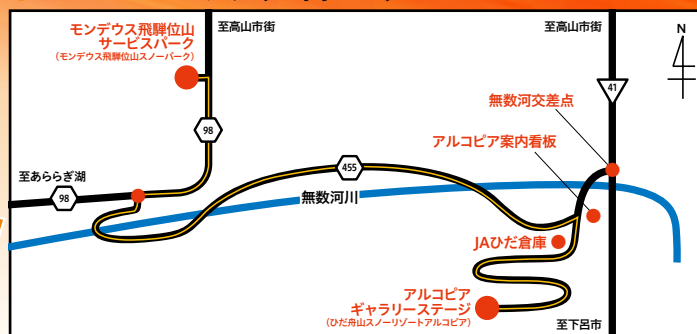 モンデウス飛騨位山
サービスパーク
(モンデウス飛騨位山スノーパーク)
至高山市街
至高山市街
N
41
無数河交差点
98
アルコピア案内看板
455
至あららぎ湖
98
無数河川
JAひだ倉庫
アルコピア
ギャラリーステージ
(ひだ舟山スノーリゾートアルコピア)
至下呂市